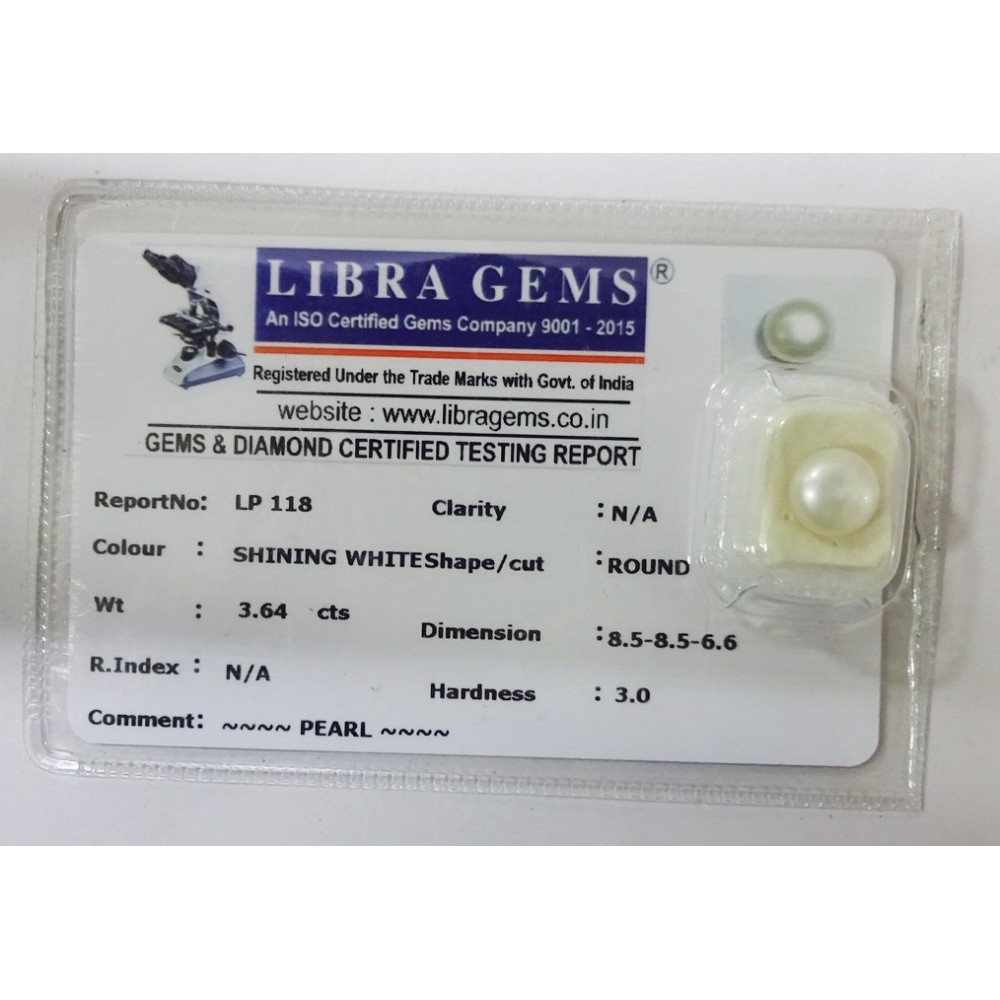 LIBRA GEMS ®
An ISO Certified Gems Company 9001 - 2015
Registered Under the Trade Marks with Govt. of India
website : www.libragems.co.in
GEMS & DIAMOND CERTIFIED TESTING REPORT
ReportNo: LP 118 Clarity : N/A
Colour : SHINING WHITE Shape/cut : ROUND
Wt : 3.64 cts Dimension : 8.5-8.5-6.6
R.Index : N/A Hardness : 3.0
Comment: ~~~~ PEARL ~~~~